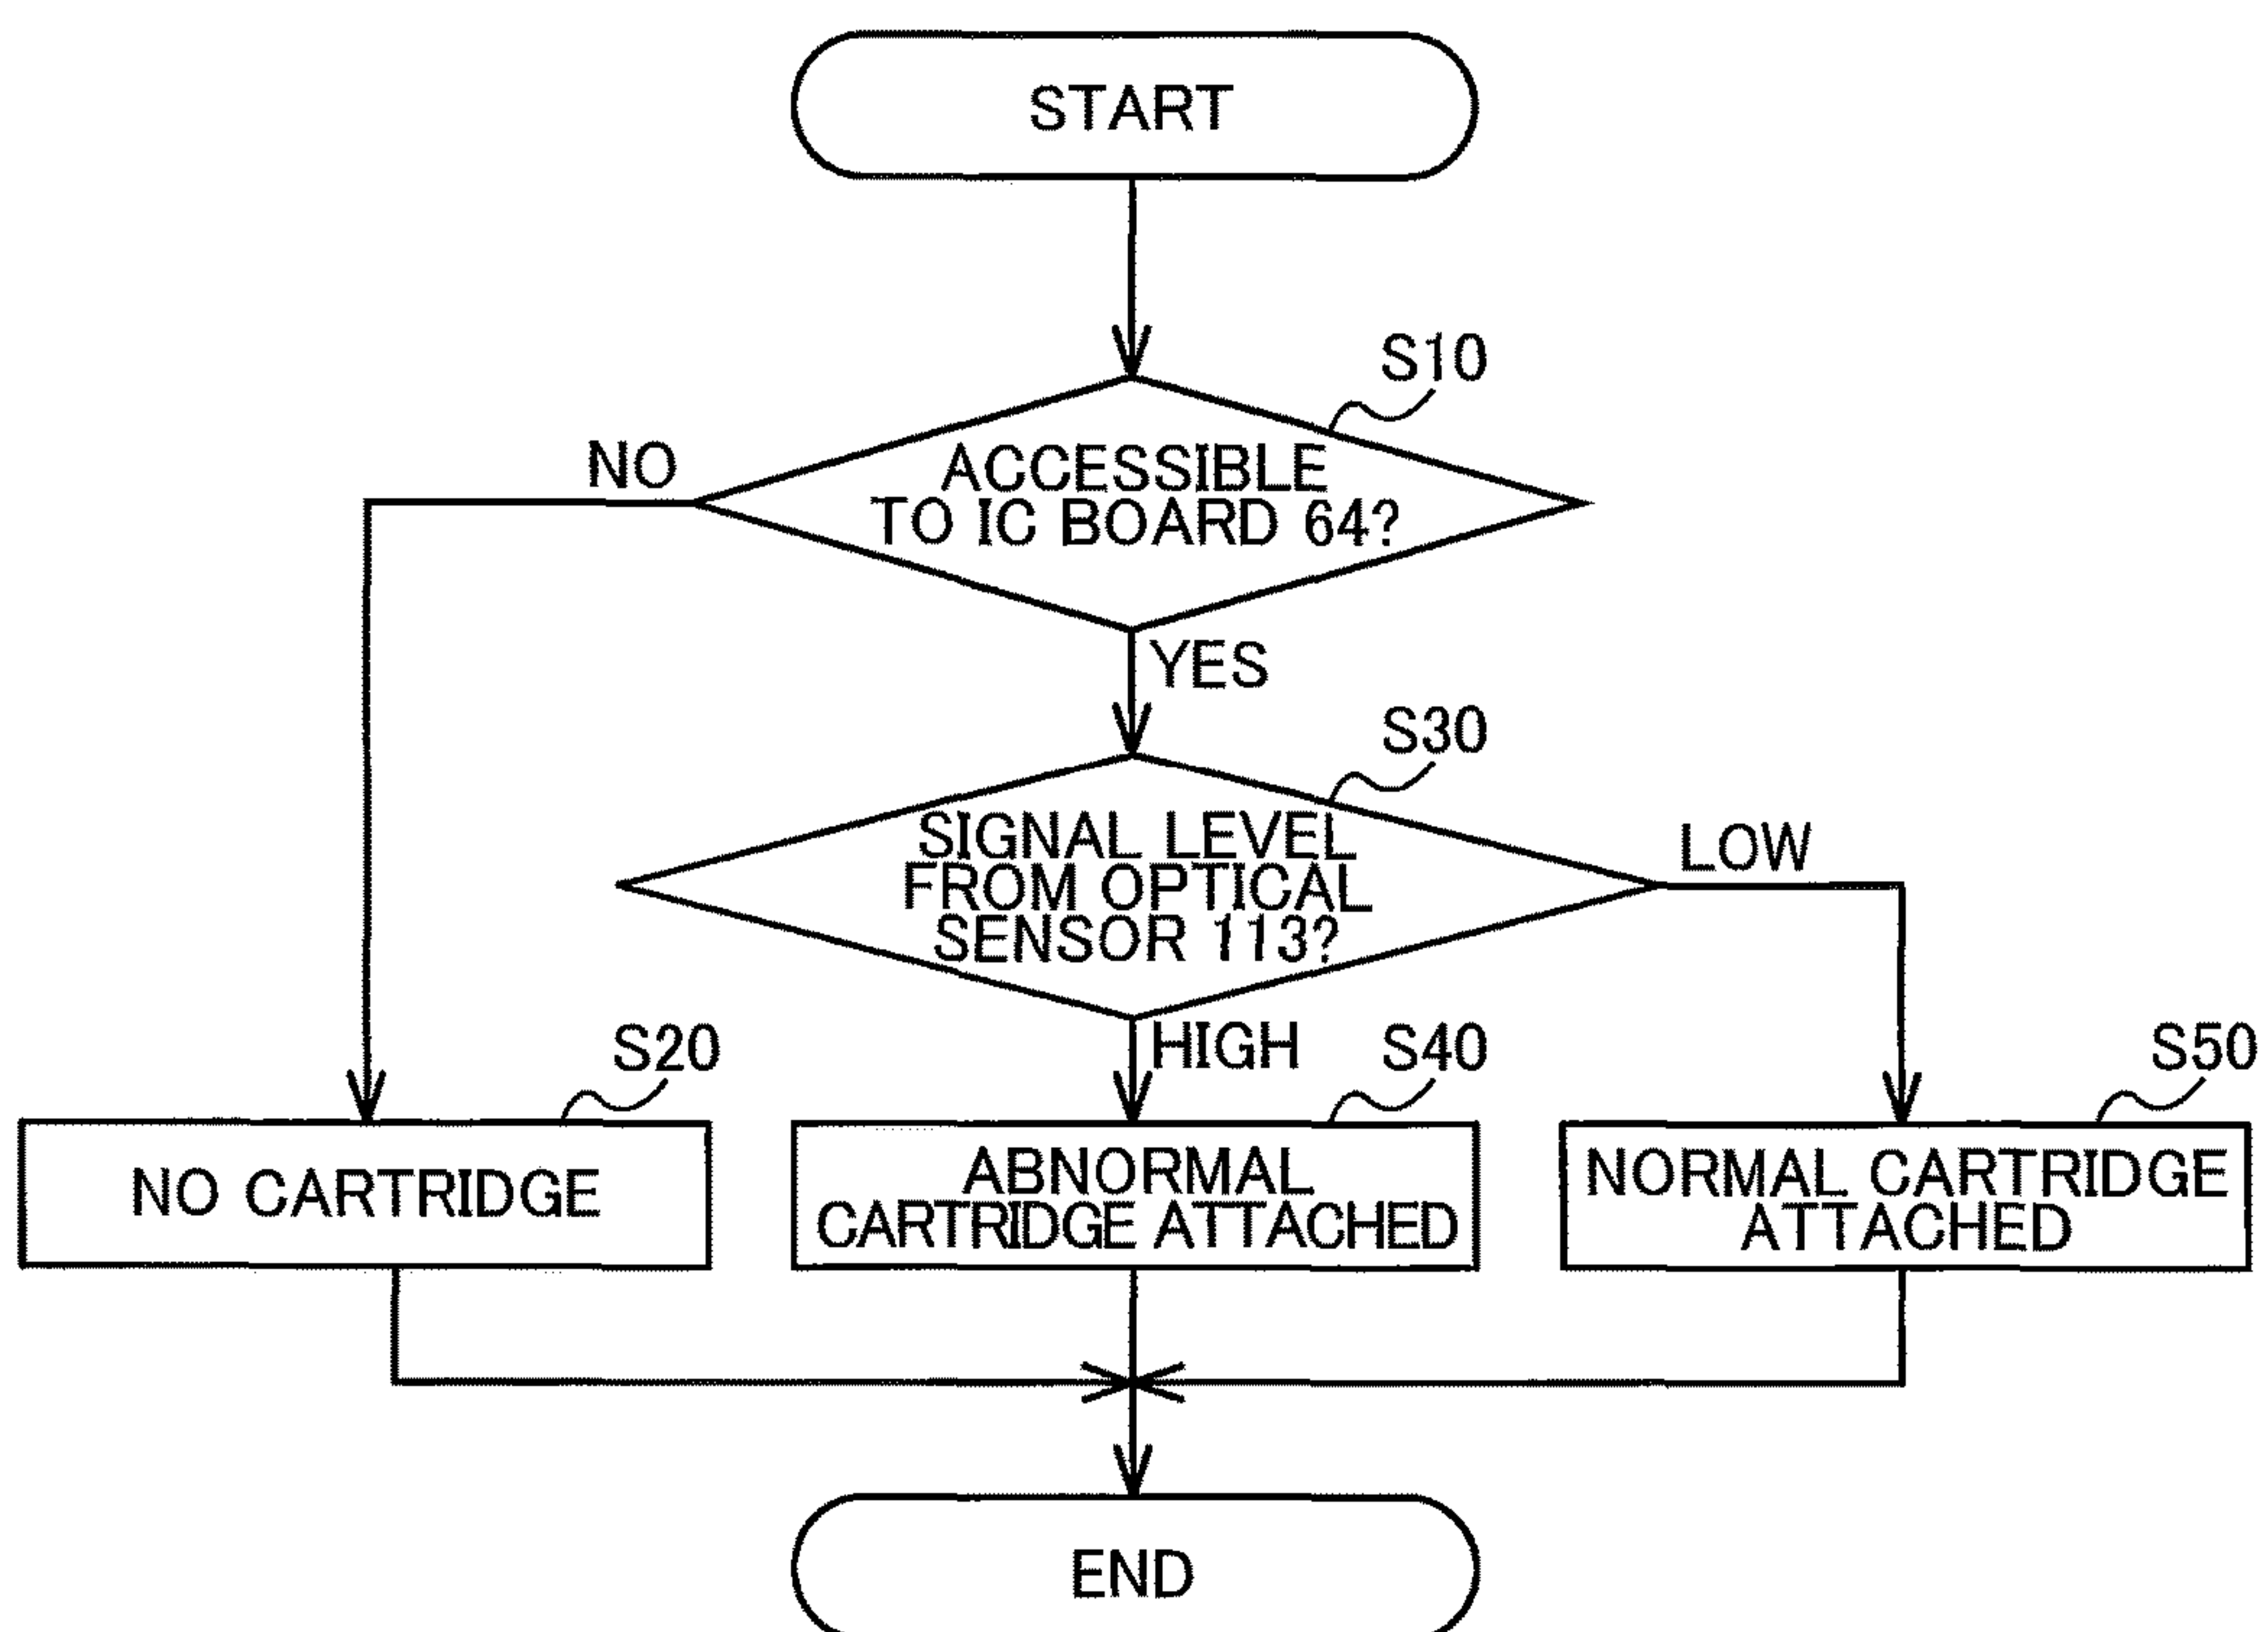 START
S10
NO
ACCESSIBLE
TO IC BOARD 64?
YES
S30
SIGNAL LEVEL
FROM OPTICAL
SENSOR 113?
LOW
HIGH
S20
S40
S50
NO CARTRIDGE
ABNORMAL
CARTRIDGE ATTACHED
NORMAL CARTRIDGE
ATTACHED
END